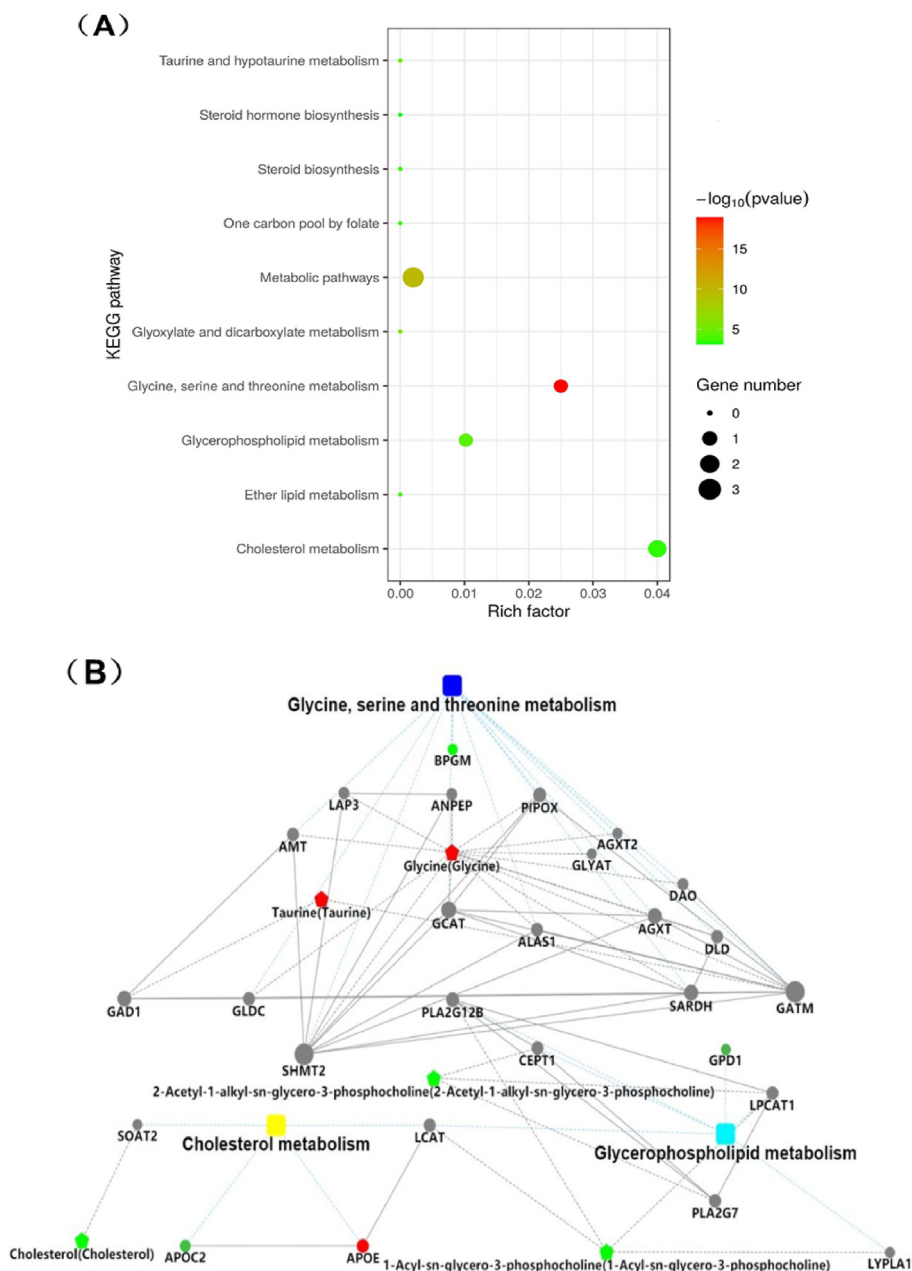 (A)
Taurine and hypotaurine metabolism
Steroid hormone biosynthesis
Steroid biosynthesis
One carbon pool by folate
Metabolic pathways
Glyoxylate and dicarboxylate metabolism
Glycine, serine and threonine metabolism
Glycerophospholipid metabolism
Ether lipid metabolism
Cholesterol metabolism
KEGG pathway
0.00 0.01 0.02 0.03 0.04
Rich factor
−log10(pvalue)
15
10
5
Gene number
0
1
2
3
(B)
Glycine, serine and threonine metabolism
BPGM
LAP3 ANPEP PIPOX
AMT AGXT2
Glycine(Glycine) GLYAT
DAO
Taurine(Taurine)
GCAT AGXT
ALAS1 DLD
GAD1 GLDC PLA2G12B SARDH GATM
SHMT2 CEPT1 GPD1
2-Acetyl-1-alkyl-sn-glycero-3-phosphocholine(2-Acetyl-1-alkyl-sn-glycero-3-phosphocholine)
LPCAT1
SOAT2 Cholesterol metabolism LCAT Glycerophospholipid metabolism
PLA2G7
Cholesterol(Cholesterol) APOC2 APOE 1-Acyl-sn-glycero-3-phosphocholine(1-Acyl-sn-glycero-3-phosphocholine) LYPLA1